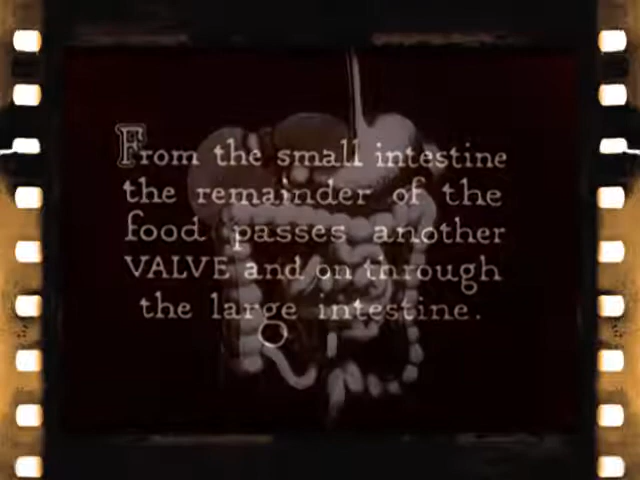 From the small intestine
the remainder of the
food passes another
VALVE and on through
the large intestine.